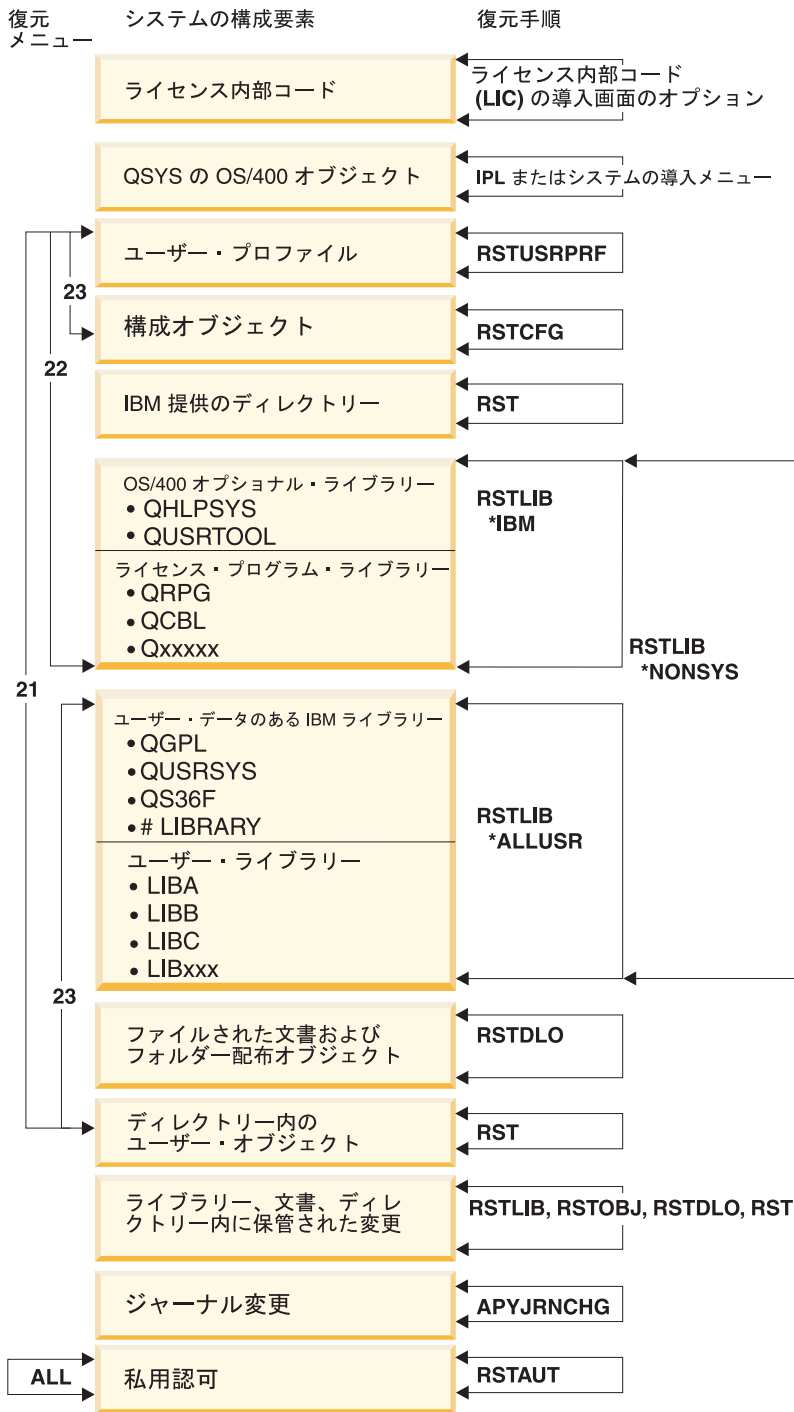 復元
メニュー
システムの構成要素
復元手順
ライセンス内部コード
ライセンス内部コード
(LIC) の導入画面のオプション
QSYS の OS/400 オブジェクト
IPL またはシステムの導入メニュー
ユーザー・プロファイル
RSTUSRPRF
23
構成オブジェクト
RSTCFG
22
IBM 提供のディレクトリー
RST
OS/400 オプショナル・ライブラリー
• QHLPSYS
• QUSRTOOL
RSTLIB
*IBM
ライセンス・プログラム・ライブラリー
• QRPG
• QCBL
• Qxxxxx
RSTLIB
*NONSYS
21
ユーザー・データのある IBM ライブラリー
• QGPL
• QUSRSYS
• QS36F
• # LIBRARY
RSTLIB
*ALLUSR
ユーザー・ライブラリー
• LIBA
• LIBB
• LIBC
• LIBxxx
23
ファイルされた文書および
フォルダー配布オブジェクト
RSTDLO
ディレクトリー内の
ユーザー・オブジェクト
RST
ライブラリー、文書、ディレ
クトリー内に保管された変更
RSTLIB, RSTOBJ, RSTDLO, RST
ジャーナル変更
APYJRNCHG
ALL
私用認可
RSTAUT